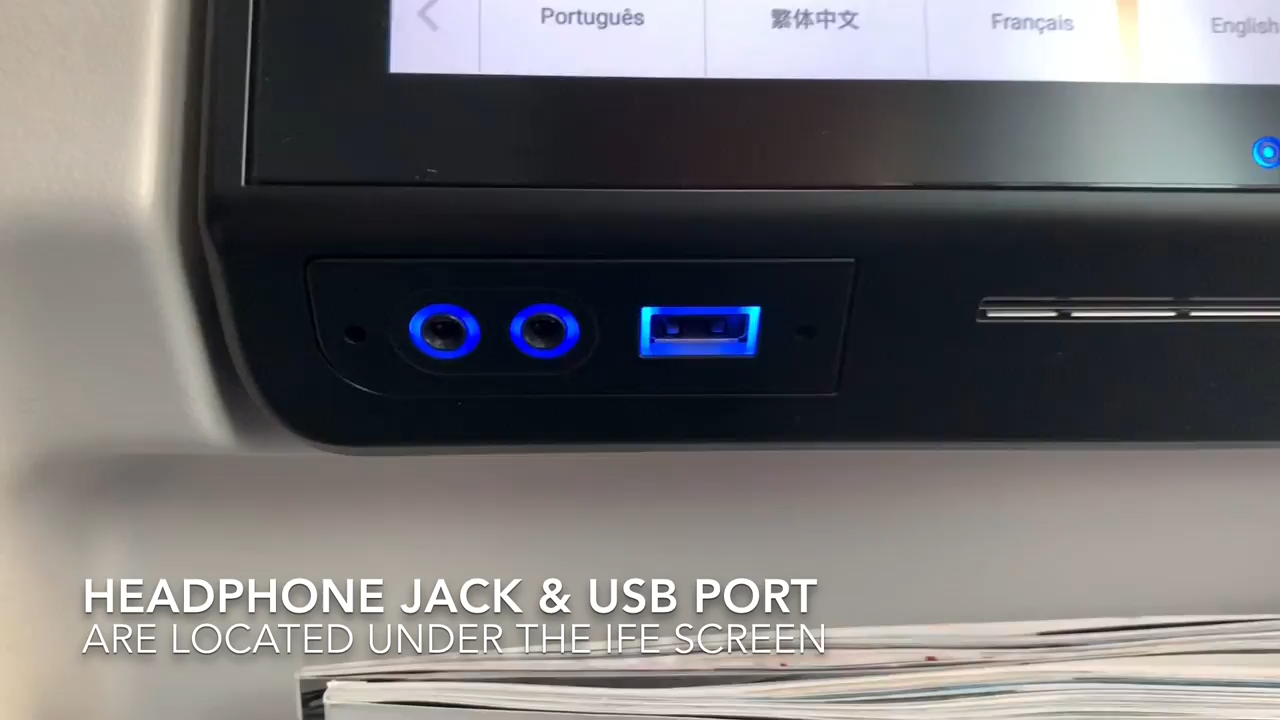 Português
繁体中文
Français
English
HEADPHONE JACK & USB PORT
ARE LOCATED UNDER THE IFE SCREEN